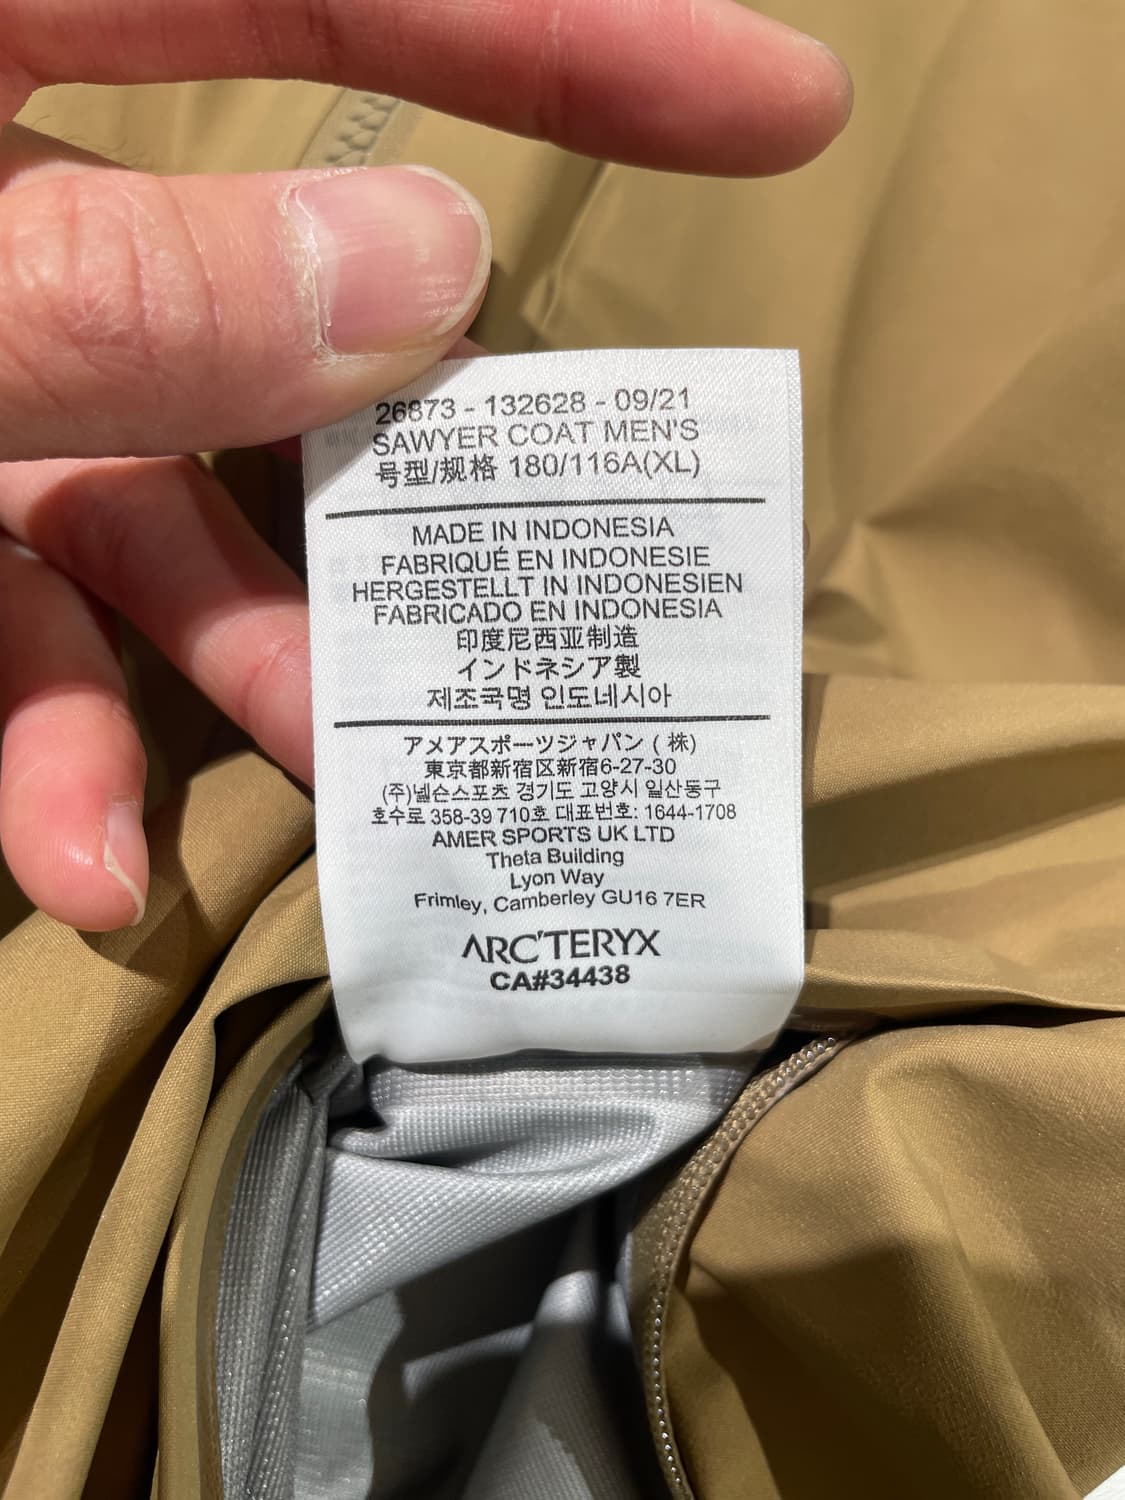 26873 - 132628 - 09/21
SAWYER COAT MEN'S
号型/规格 180/116A(XL)
MADE IN INDONESIA
FABRIQUÉ EN INDONESIE
HERGESTELLT IN INDONESIEN
FABRICADO EN INDONESIA
印度尼西亚制造
インドネシア製
제조국명 인도네시아
アメアスポーツジャパン ( 株)
東京都新宿区新宿6-27-30
(주)넬슨스포츠 경기도 고양시 일산동구
호수로 358-39 710호 대표번호: 1644-1708
AMER SPORTS UK LTD
Theta Building
Lyon Way
Frimley, Camberley GU16 7ER
ARC'TERYX
CA#34438